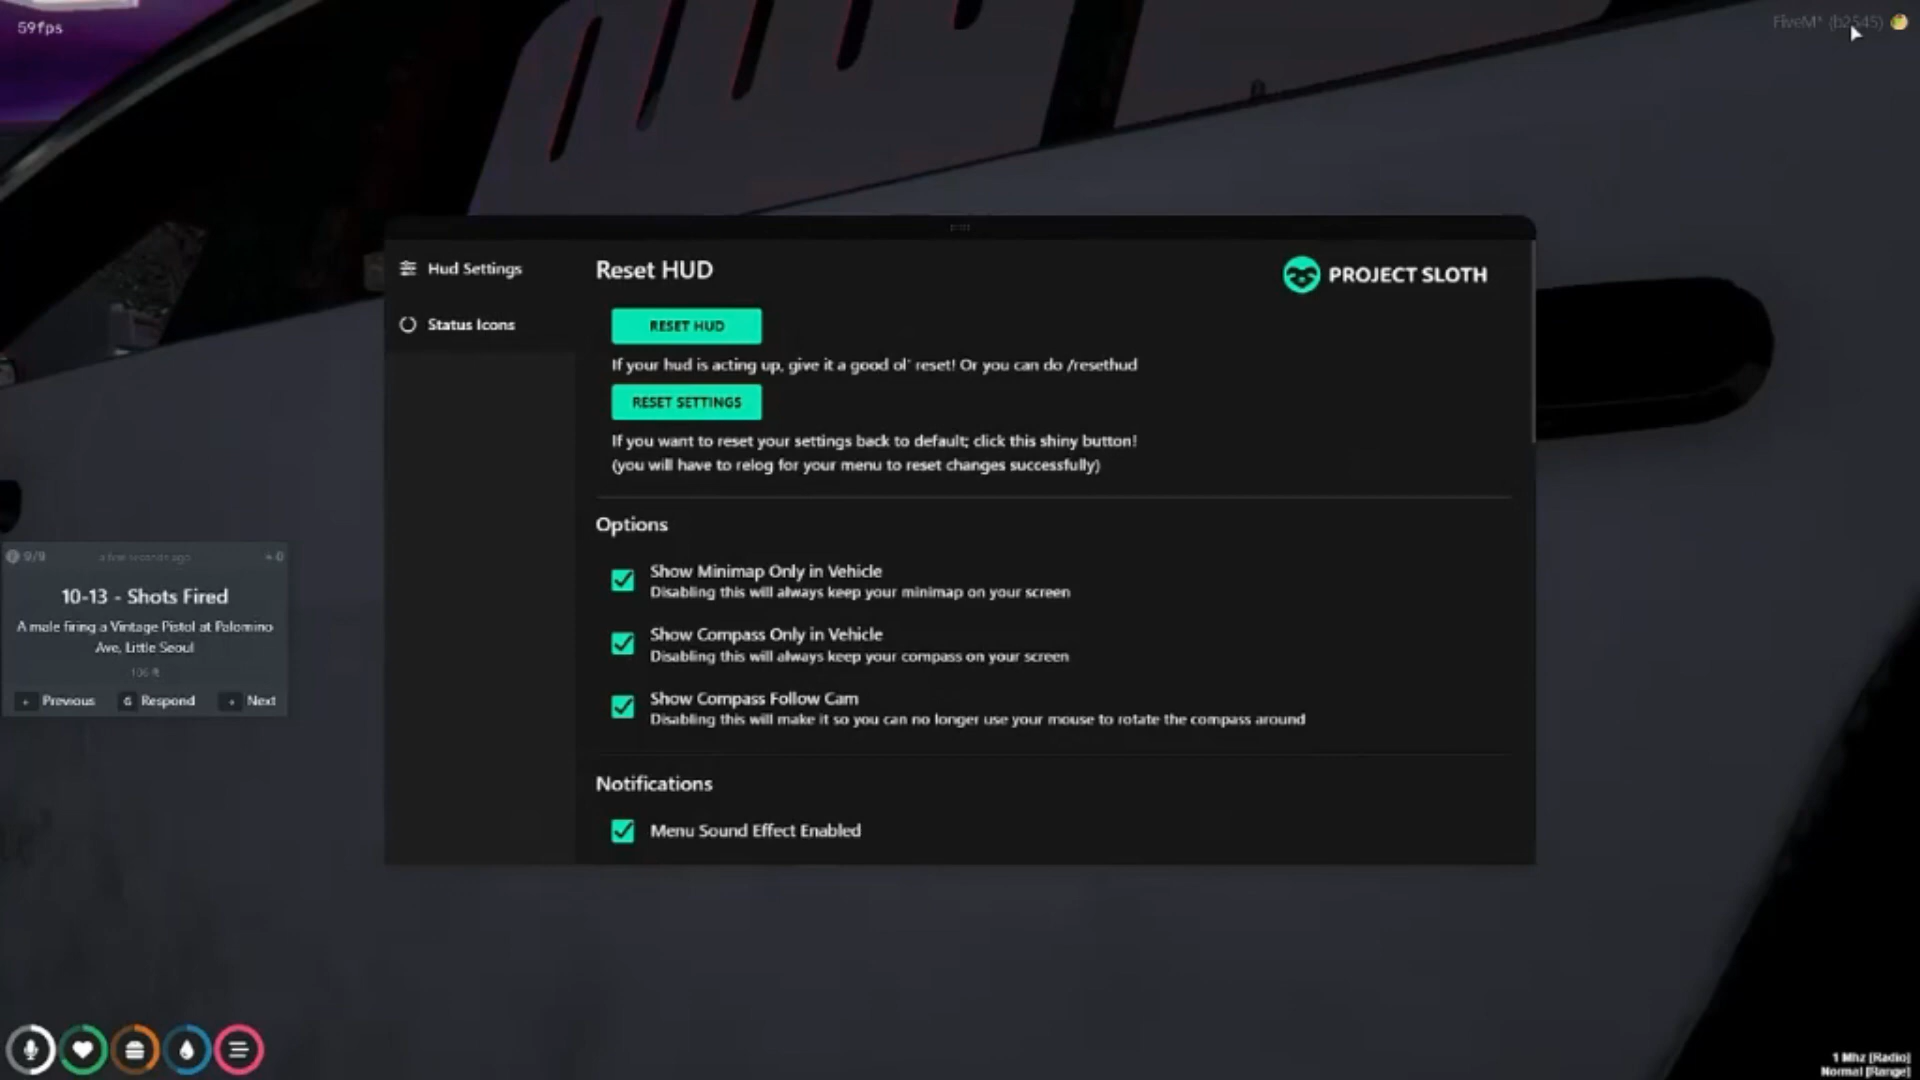 59fps
FiveM* (b2545)
Hud Settings
Status Icons
Reset HUD
PROJECT SLOTH
RESET HUD
If your hud is acting up, give it a good ol' reset! Or you can do /resethud
RESET SETTINGS
If you want to reset your settings back to default; click this shiny button!
(you will have to relog for your menu to reset changes successfully)
Options
Show Minimap Only in Vehicle
Disabling this will always keep your minimap on your screen
Show Compass Only in Vehicle
Disabling this will always keep your compass on your screen
Show Compass Follow Cam
Disabling this will make it so you can no longer use your mouse to rotate the compass around
Notifications
Menu Sound Effect Enabled
9/9 a few seconds ago
10-13 - Shots Fired
A male firing a Vintage Pistol at Palomino
Ave, Little Seoul
Previous G Respond Next
1 Mhz [Radio]
Normal [Range]